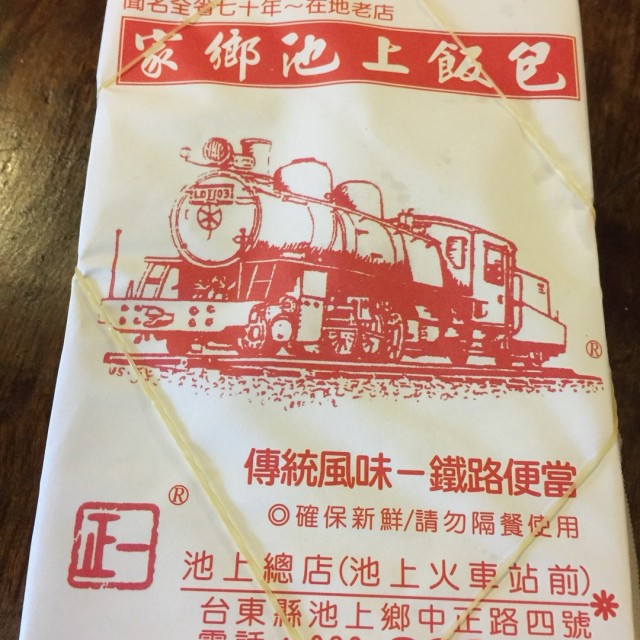 聞名全省七十年～在地老店
家鄉池上飯包
LDT103
®
傳統風味－鐵路便當
®
◎確保新鮮/請勿隔餐使用
正一
池上總店(池上火車站前)
台東縣池上鄉中正路四號
電話